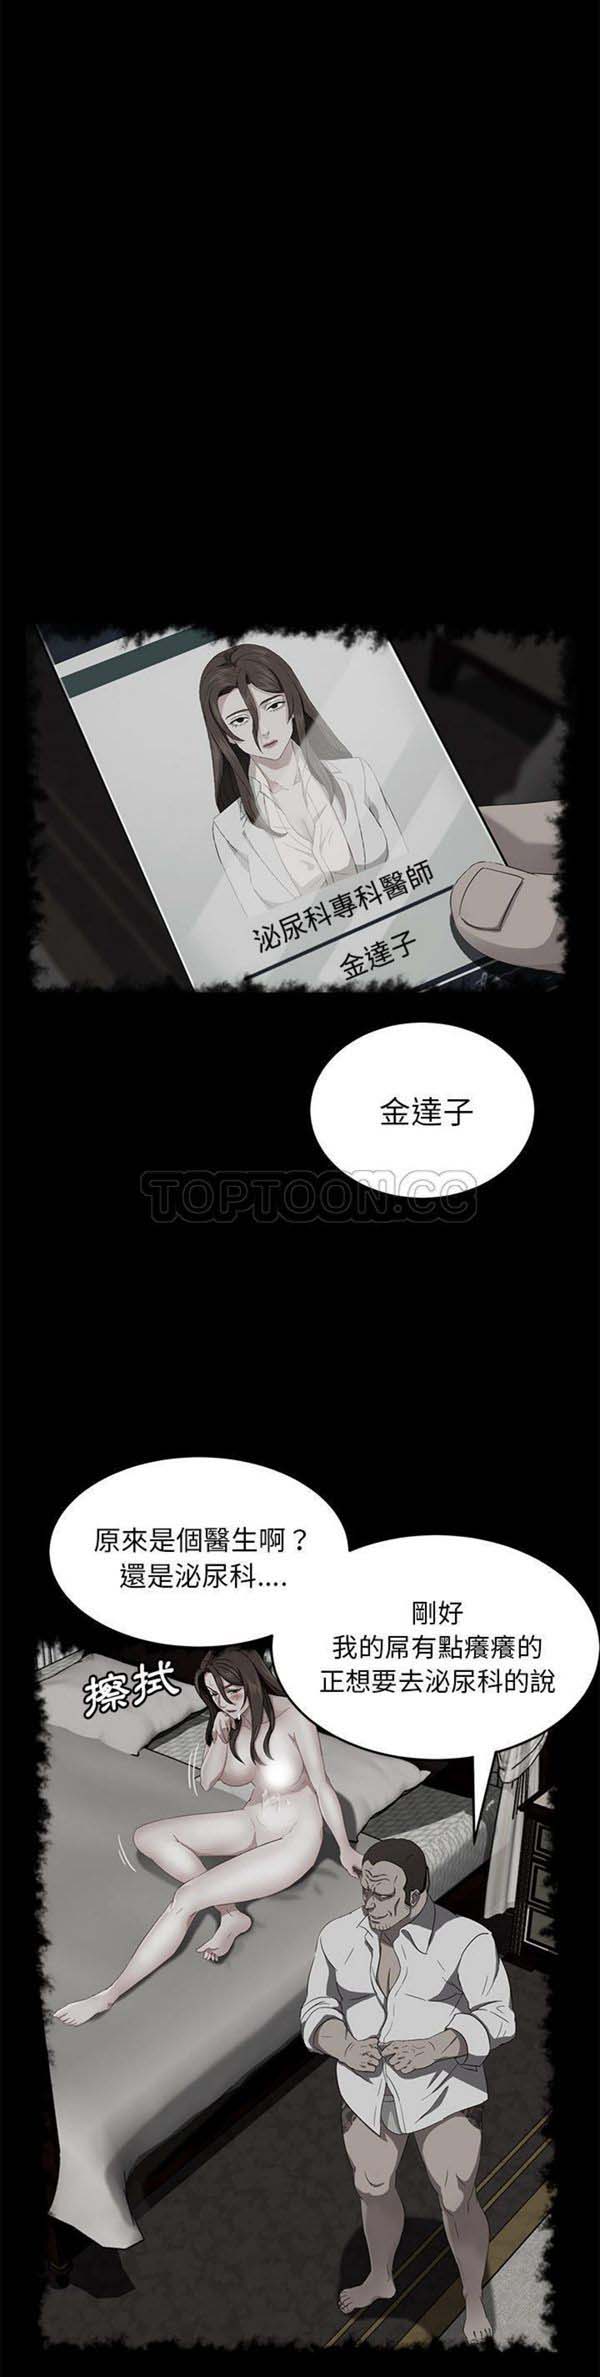 泌尿科專科醫師
金達子
金達子
TOPTOON.CC
原來是個醫生啊？
還是泌尿科....
剛好
我的屌有點癢癢的
正想要去泌尿科的說
擦拭